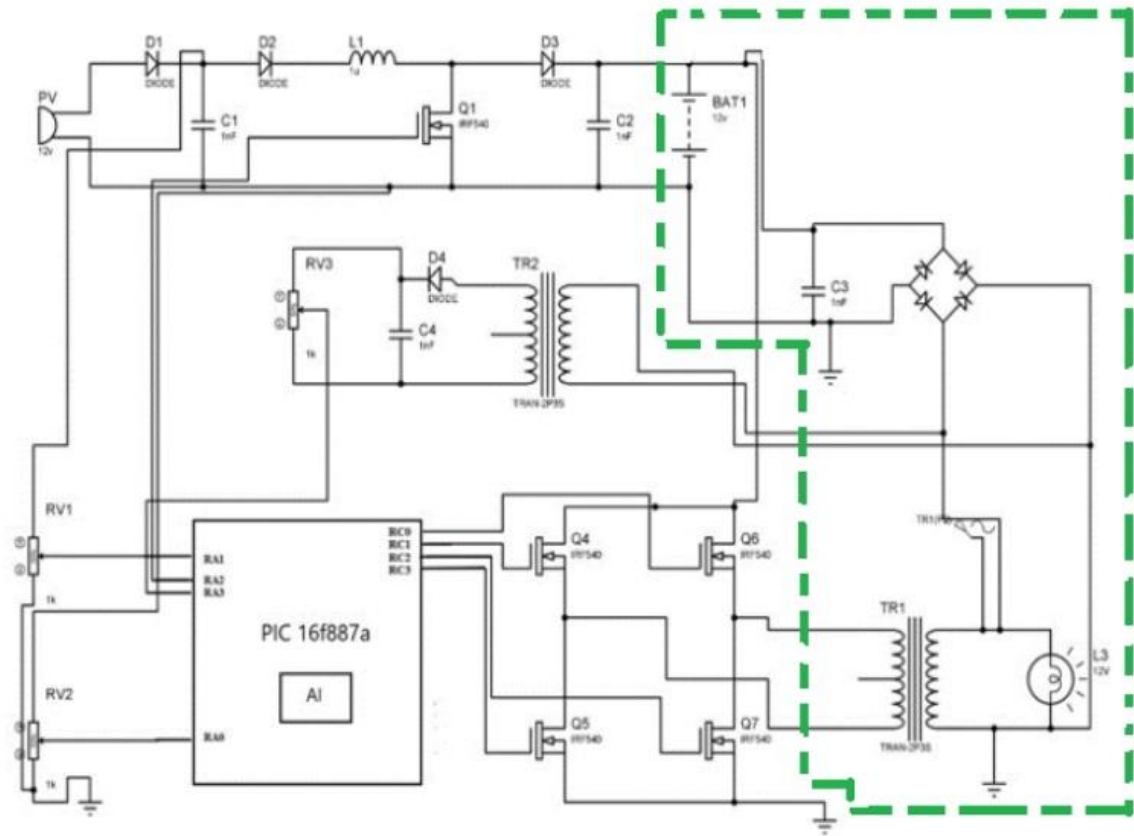 D1
DIODE
D2
DIODE
L1
1u
D3
DIODE
PV
12v
C1
1nF
Q1
IRF540
C2
1nF
BAT1
12v
RV3
1k
D4
DIODE
C4
1nF
TR2
TRAN-2P3S
C3
1nF
RV1
1k
RV2
1k
RA1
RA2
RA3
RA0
RC0
RC1
RC2
RC3
PIC 16f887a
AI
Q4
IRF540
Q6
IRF540
Q5
IRF540
Q7
IRF540
TR1
TRAN-2P3S
L3
12V